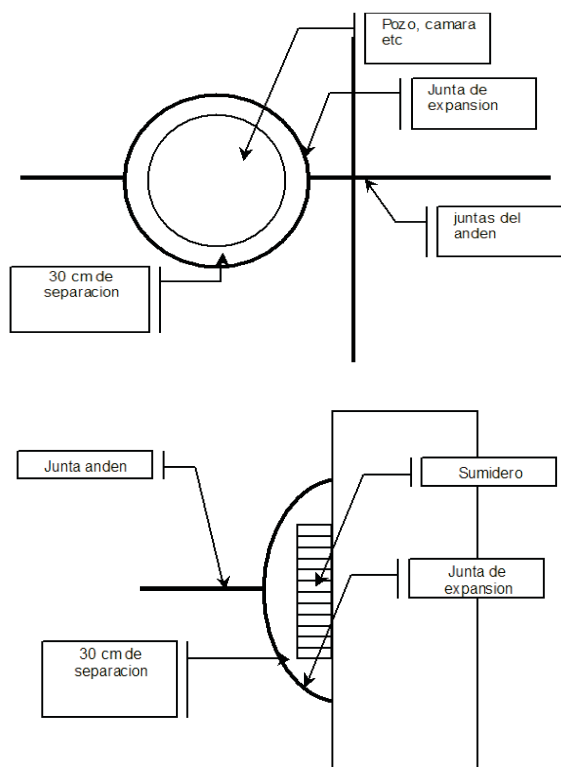 Pozo, camara
etc
Junta de
expansion
juntas del
anden
30 cm de
separacion
Junta anden
Sumidero
Junta de
expansion
30 cm de
separacion